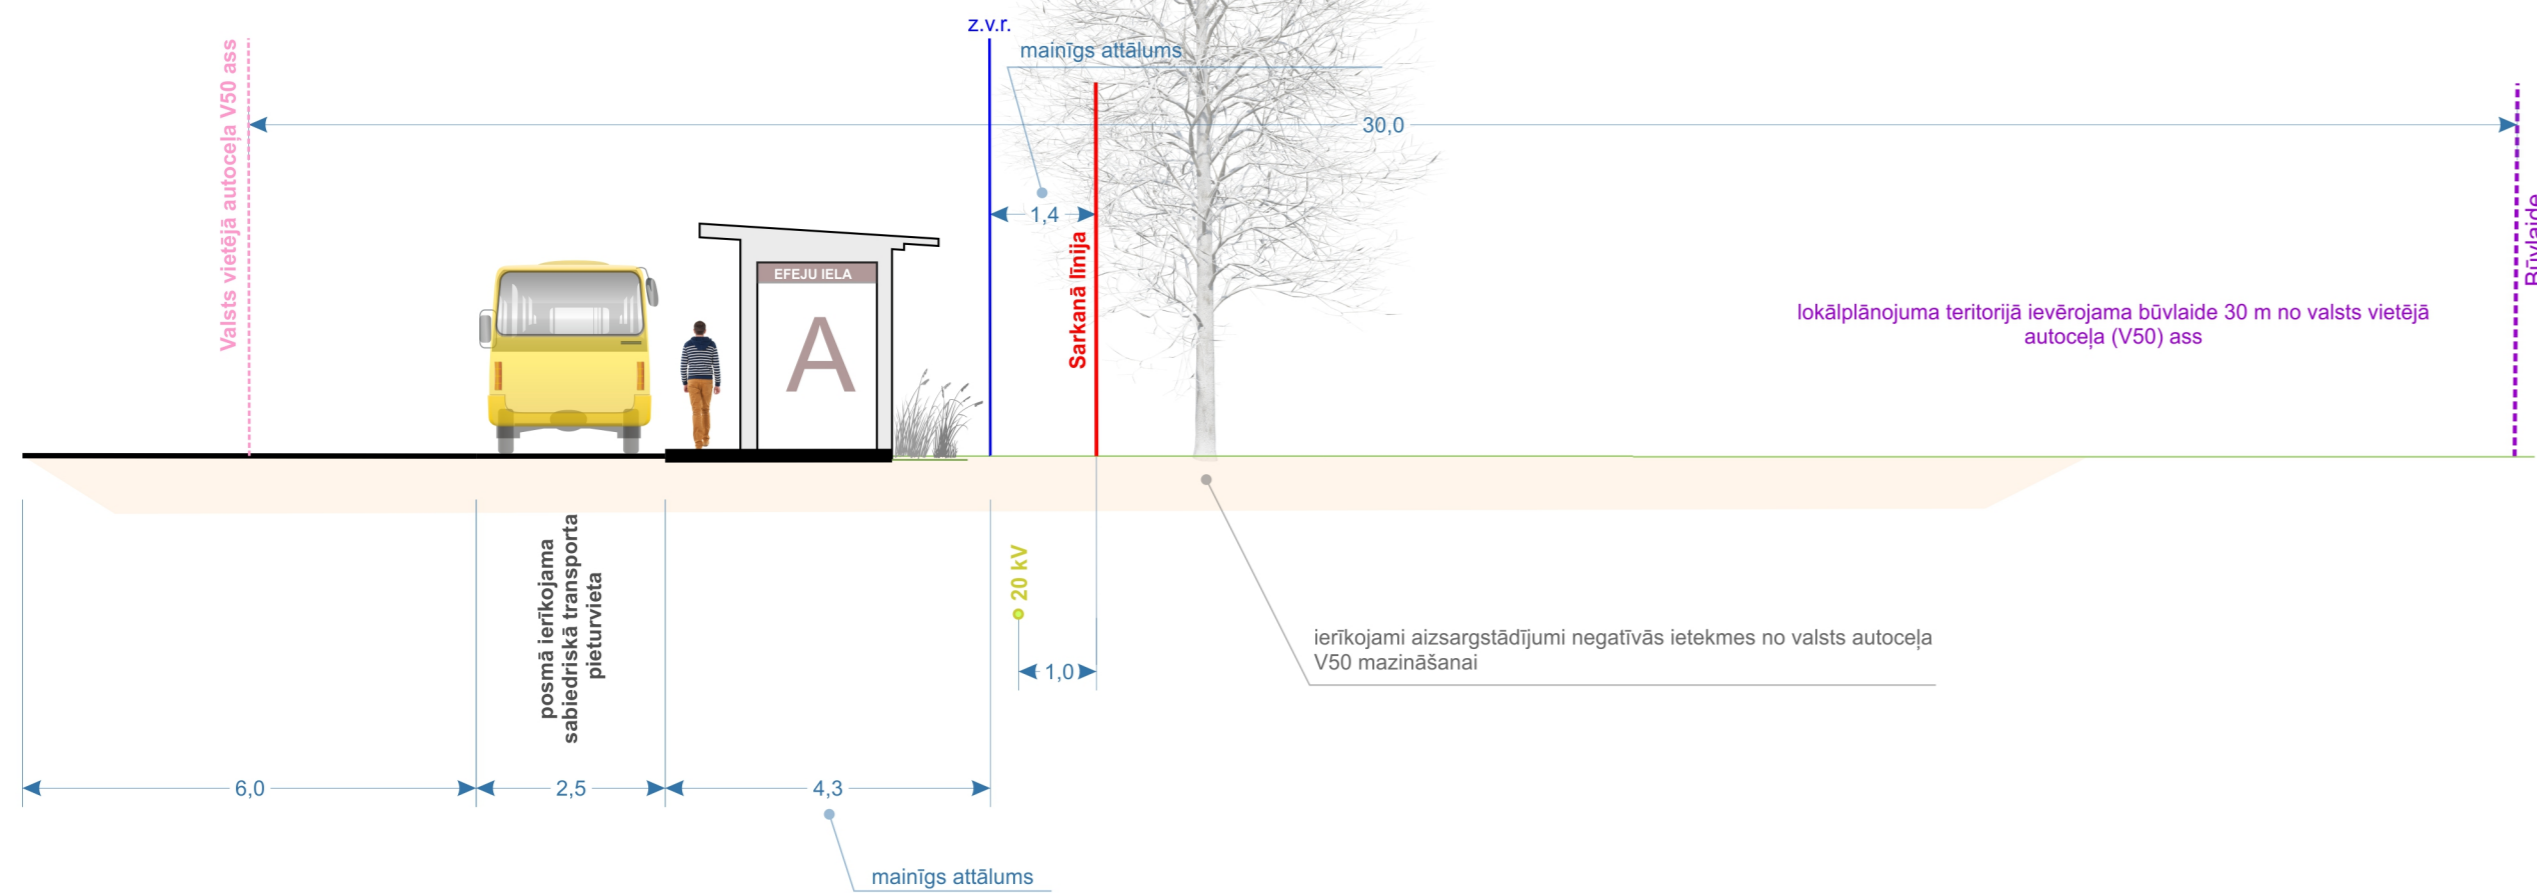 z.v.r.
mainīgs attālums
Valsts vietējā autoceļa V50 ass
30,0
1,4
Sarkanā līnija
Būvlaide
EFEJU IELA
A
lokālplānojuma teritorijā ievērojama būvlaide 30 m no valsts vietējā
autoceļa (V50) ass
posmā ierīkojama
sabiedriskā transporta
pieturvieta
20 kV
1,0
ierīkojami aizsargstādījumi negatīvās ietekmes no valsts autoceļa
V50 mazināšanai
6,0
2,5
4,3
mainīgs attālums